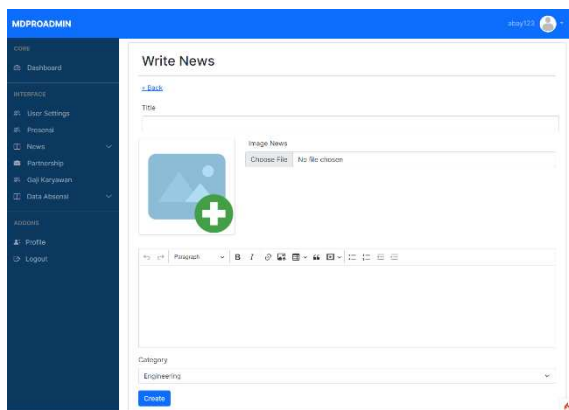 MDPROADMIN
abay123
CORE
Dashboard
INTERFACE
User Settings
Presensi
News
Partnership
Gaji Karyawan
Data Absensi
ADDONS
Profile
Logout
Write News
< Back
Title
Image News
Choose File No file chosen
Paragraph B I
Category
Engineering
Create